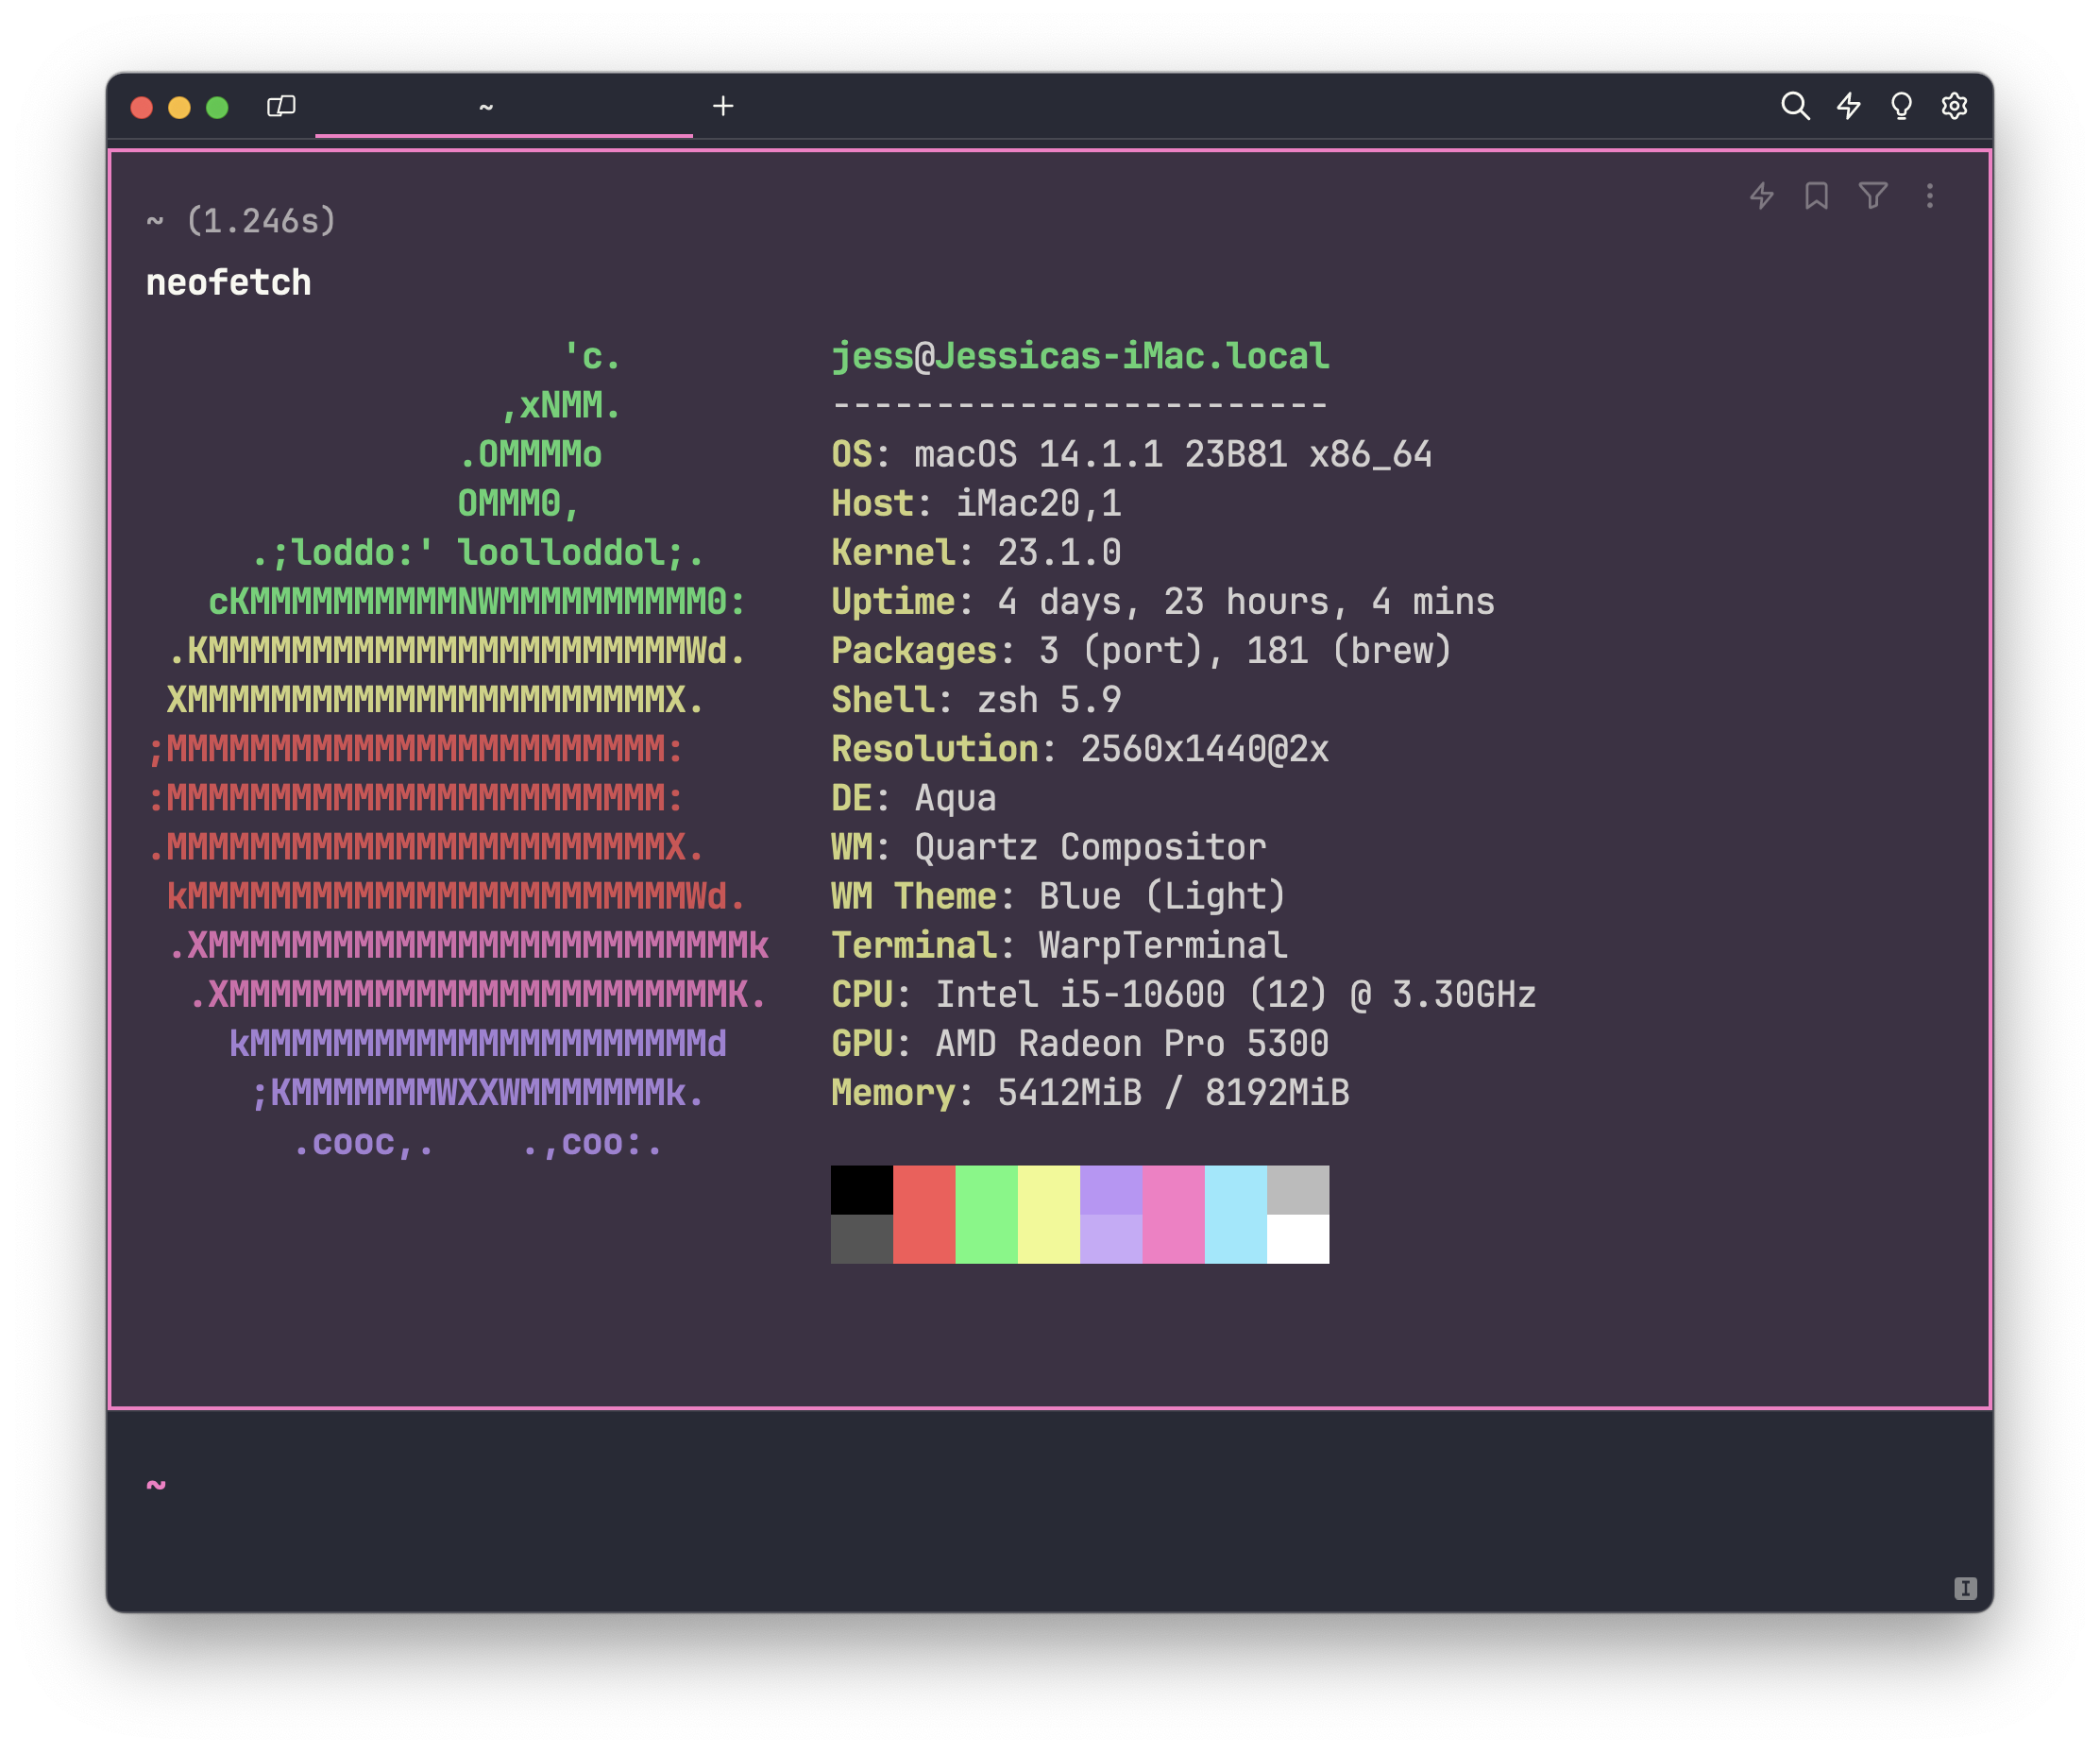 ~
~ (1.246s)
neofetch
'c.
,xNMM.
.OMMMMo
OMMM0,
.;loddo:' loolloddol;.
cKMMMMMMMMMMNWMMMMMMMMMM0:
.KMMMMMMMMMMMMMMMMMMMMMMMWd.
XMMMMMMMMMMMMMMMMMMMMMMMX.
;MMMMMMMMMMMMMMMMMMMMMMMM:
:MMMMMMMMMMMMMMMMMMMMMMMM:
.MMMMMMMMMMMMMMMMMMMMMMMMX.
kMMMMMMMMMMMMMMMMMMMMMMMMWd.
.XMMMMMMMMMMMMMMMMMMMMMMMMMMk
.XMMMMMMMMMMMMMMMMMMMMMMMMK.
kMMMMMMMMMMMMMMMMMMMMMMd
;KMMMMMMMWXXWMMMMMMMk.
.cooc,. .,coo:.
jess@Jessicas-iMac.local
------------------------
OS: macOS 14.1.1 23B81 x86_64
Host: iMac20,1
Kernel: 23.1.0
Uptime: 4 days, 23 hours, 4 mins
Packages: 3 (port), 181 (brew)
Shell: zsh 5.9
Resolution: 2560x1440@2x
DE: Aqua
WM: Quartz Compositor
WM Theme: Blue (Light)
Terminal: WarpTerminal
CPU: Intel i5-10600 (12) @ 3.30GHz
GPU: AMD Radeon Pro 5300
Memory: 5412MiB / 8192MiB
~
I